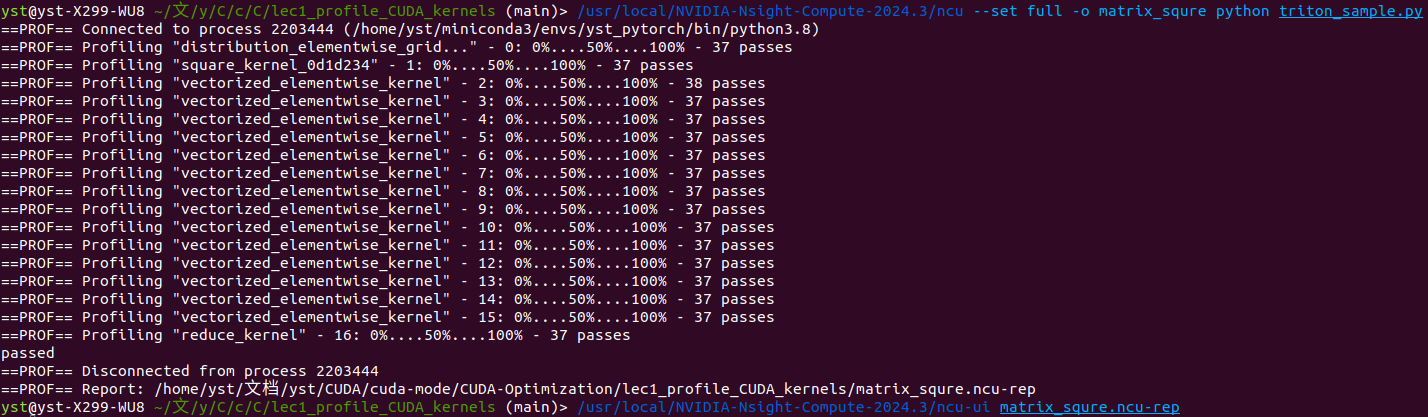 yst@yst-X299-WU8 ~/文/y/C/c/C/lec1_profile_CUDA_kernels (main)> /usr/local/NVIDIA-Nsight-Compute-2024.3/ncu --set full -o matrix_squre python triton_sample.py
==PROF== Connected to process 2203444 (/home/yst/miniconda3/envs/yst_pytorch/bin/python3.8)
==PROF== Profiling "distribution_elementwise_grid..." - 0: 0%....50%....100% - 37 passes
==PROF== Profiling "square_kernel_0d1d234" - 1: 0%....50%....100% - 37 passes
==PROF== Profiling "vectorized_elementwise_kernel" - 2: 0%....50%....100% - 38 passes
==PROF== Profiling "vectorized_elementwise_kernel" - 3: 0%....50%....100% - 37 passes
==PROF== Profiling "vectorized_elementwise_kernel" - 4: 0%....50%....100% - 37 passes
==PROF== Profiling "vectorized_elementwise_kernel" - 5: 0%....50%....100% - 37 passes
==PROF== Profiling "vectorized_elementwise_kernel" - 6: 0%....50%....100% - 37 passes
==PROF== Profiling "vectorized_elementwise_kernel" - 7: 0%....50%....100% - 37 passes
==PROF== Profiling "vectorized_elementwise_kernel" - 8: 0%....50%....100% - 37 passes
==PROF== Profiling "vectorized_elementwise_kernel" - 9: 0%....50%....100% - 37 passes
==PROF== Profiling "vectorized_elementwise_kernel" - 10: 0%....50%....100% - 37 passes
==PROF== Profiling "vectorized_elementwise_kernel" - 11: 0%....50%....100% - 37 passes
==PROF== Profiling "vectorized_elementwise_kernel" - 12: 0%....50%....100% - 37 passes
==PROF== Profiling "vectorized_elementwise_kernel" - 13: 0%....50%....100% - 37 passes
==PROF== Profiling "vectorized_elementwise_kernel" - 14: 0%....50%....100% - 37 passes
==PROF== Profiling "vectorized_elementwise_kernel" - 15: 0%....50%....100% - 37 passes
==PROF== Profiling "reduce_kernel" - 16: 0%....50%....100% - 37 passes
passed
==PROF== Disconnected from process 2203444
==PROF== Report: /home/yst/文档/yst/CUDA/cuda-mode/CUDA-Optimization/lec1_profile_CUDA_kernels/matrix_squre.ncu-rep
yst@yst-X299-WU8 ~/文/y/C/c/C/lec1_profile_CUDA_kernels (main)> /usr/local/NVIDIA-Nsight-Compute-2024.3/ncu-ui matrix_squre.ncu-rep